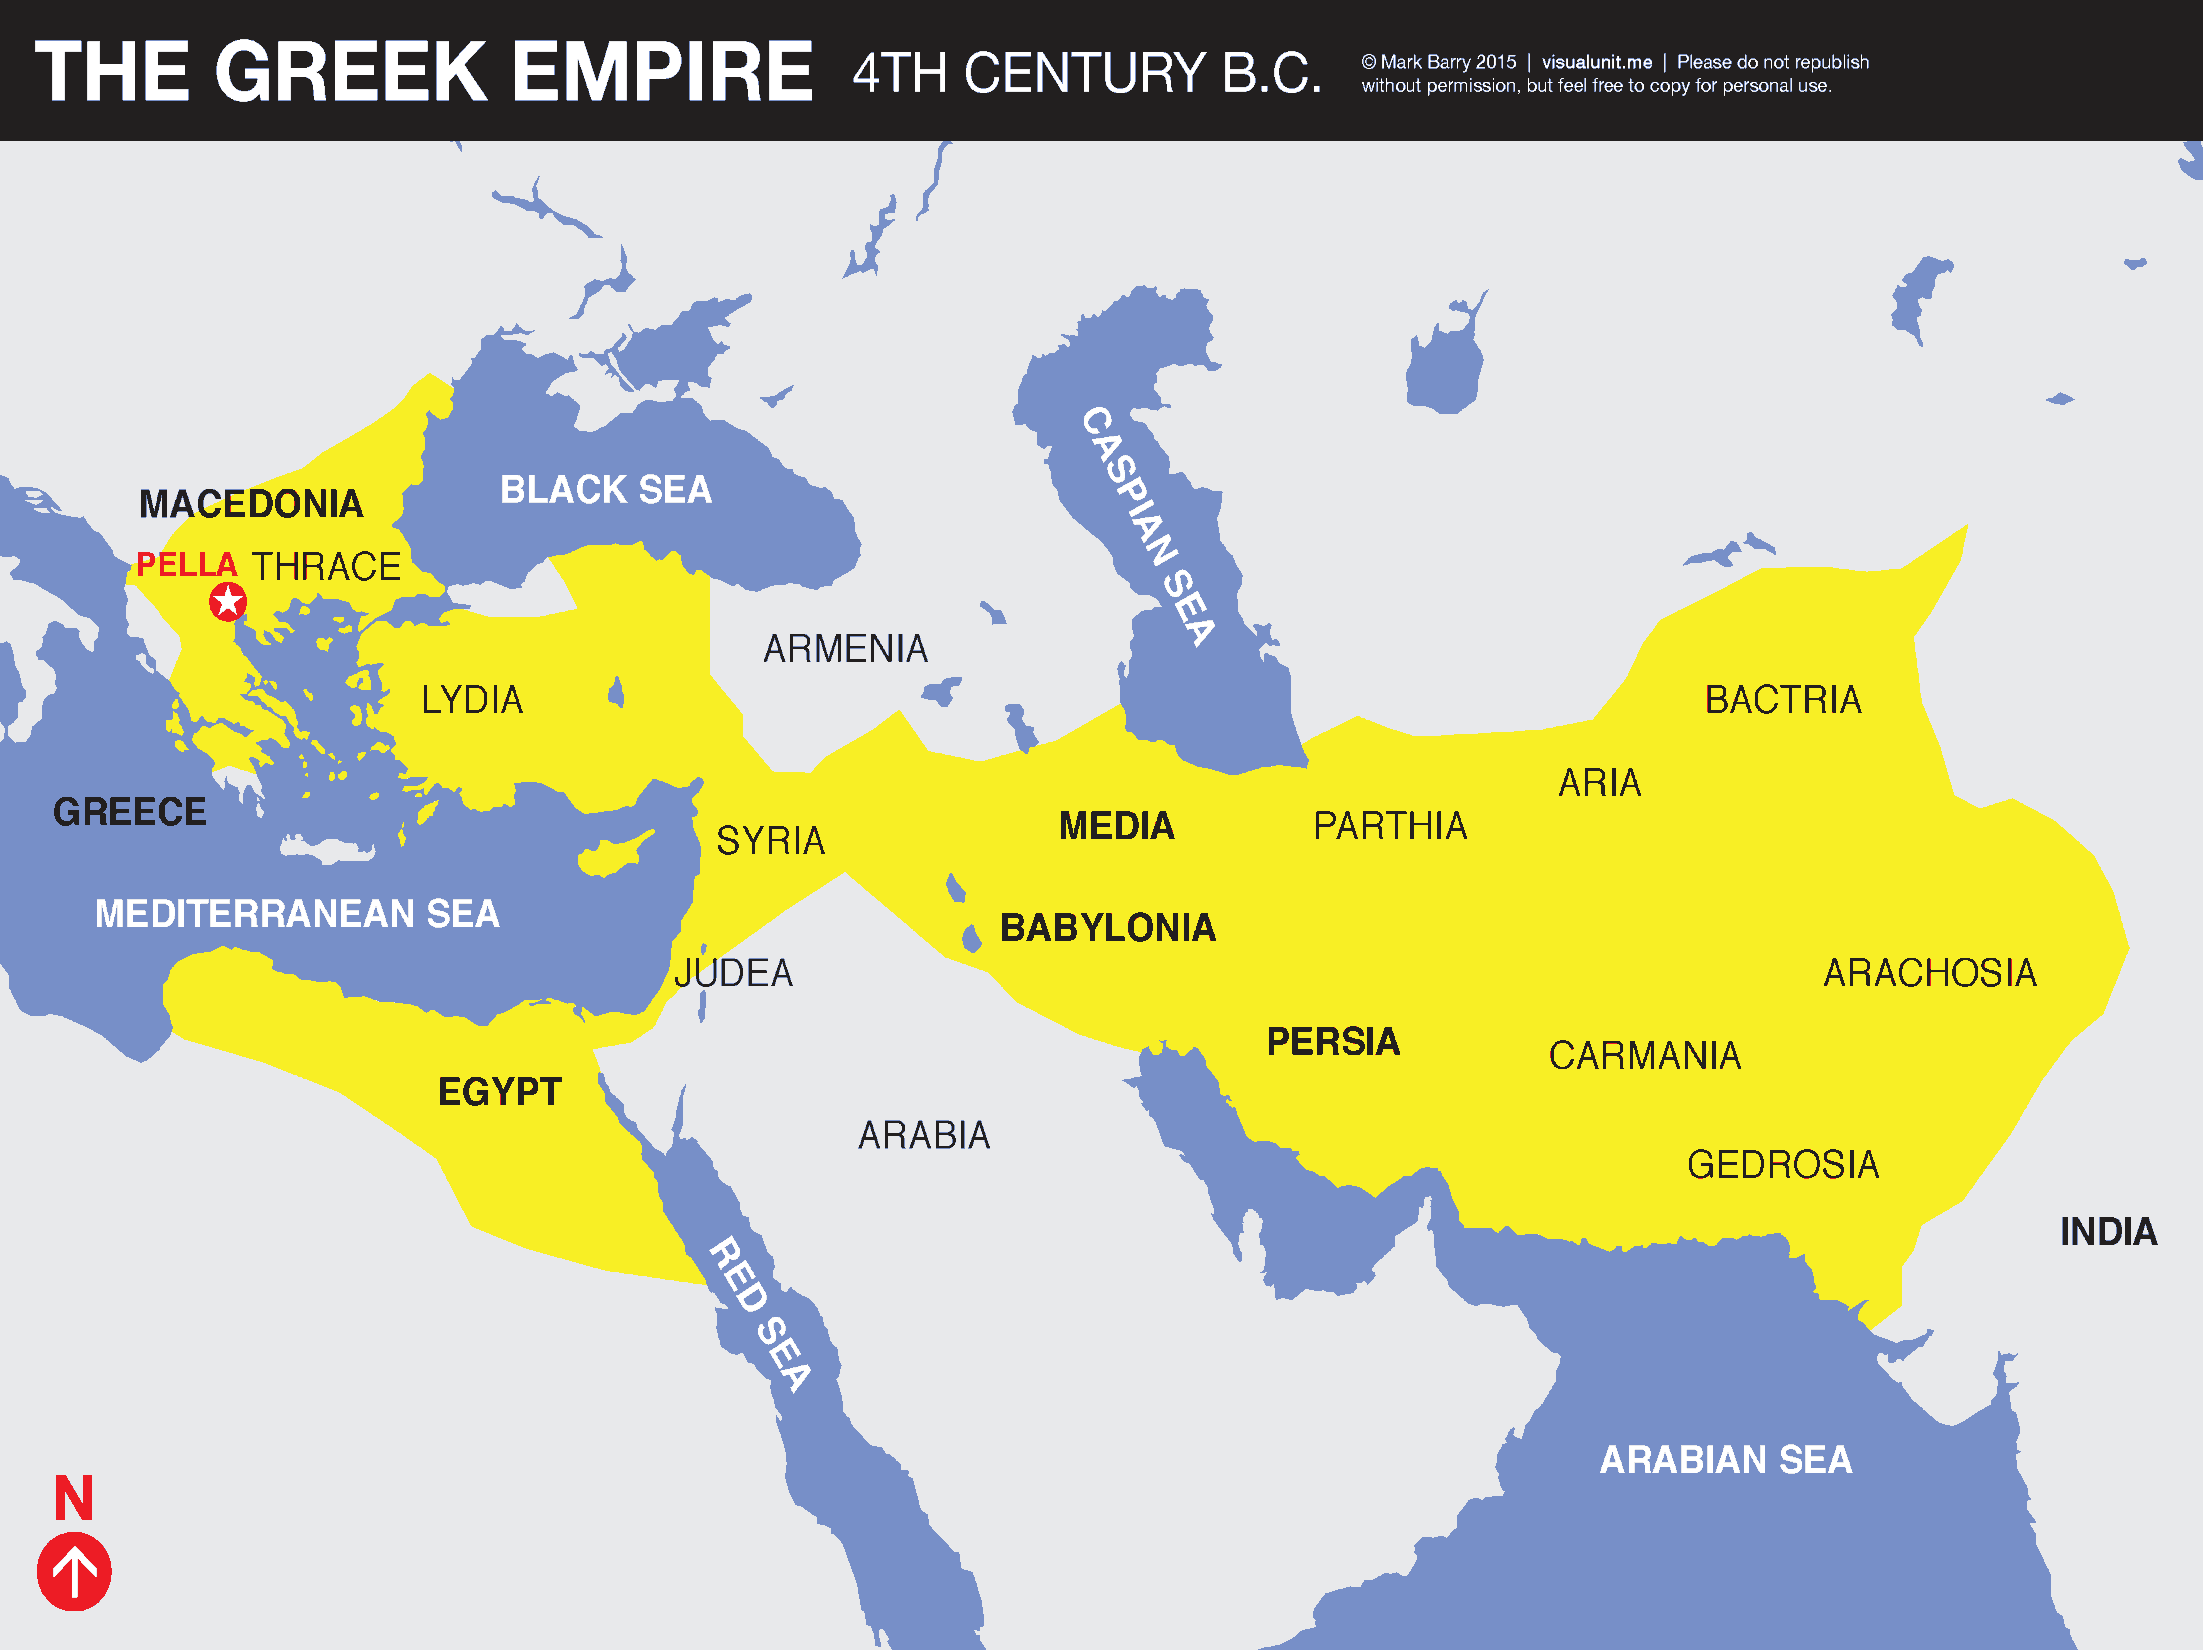 THE GREEK EMPIRE 4TH CENTURY B.C.
© Mark Barry 2015 | visualunit.me | Please do not republish
without permission, but feel free to copy for personal use.
CASPIAN SEA
BLACK SEA
MACEDONIA
PELLA THRACE
ARMENIA
LYDIA
BACTRIA
ARIA
GREECE
MEDIA
PARTHIA
SYRIA
MEDITERRANEAN SEA
BABYLONIA
JUDEA
ARACHOSIA
PERSIA
CARMANIA
EGYPT
ARABIA
GEDROSIA
INDIA
RED SEA
ARABIAN SEA
N